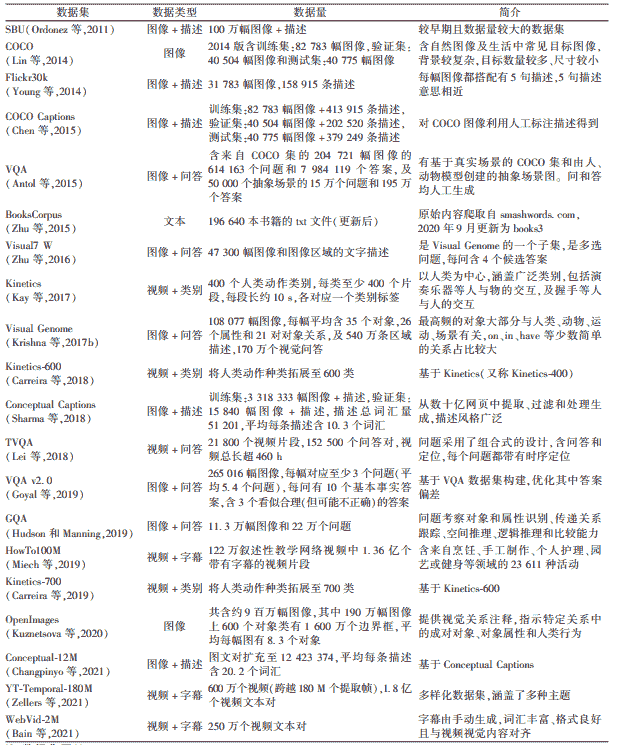 数据集 数据类型 数据量 简介
SBU(Ordonez 等,2011) 图像 + 描述 100 万幅图像 + 描述 较早期且数据量较大的数据集
COCO
(Lin 等,2014)
图像
2014 版含训练集:82 783 幅图像,验证集:
40 504 幅图像和测试集:40 775 幅图像
含自然图像及生活中常见目标图像,
背景较复杂、目标数量较多、尺寸较小
Flickr30k
(Young 等,2014)
图像 + 描述 31 783 幅图像,158 915 条描述
每幅图像都搭配有 5 句描述,5 句描述
意思相近
COCO Captions
(Chen 等,2015)
图像 + 描述
训练集:82 783 幅图像 +413 915 条描述,
验证集:40 504 幅图像 +202 520 条描述,
测试集:40 775 幅图像 +379 249 条描述
对 COCO 图像利用人工标注描述得到
VQA
(Antol 等,2015)
图像 + 问答
含来自 COCO 集的 204 721 幅图像的
614 163 个问题和 7 984 119 个答案,及
50 000 个抽象场景的 15 万个问题和 195 万
个答案
有基于真实场景的 COCO 集和由人、
动物模型创建的抽象场景图。问和答
均人工生成
BooksCorpus
(Zhu 等,2015)
文本
196 640 本书籍的 txt 文件(更新后)
原始内容爬取自 smashwords. com,
2020 年 9 月更新为 books3
Visual7 W
(Zhu 等,2016)
图像 + 问答
47 300 幅图像和图像区域的文字描述
是 Visual Genome 的一个子集,是多选
问题,每问含 4 个候选答案
Kinetics
(Kay 等,2017)
视频 + 类别
400 个人类动作类别,每类至少 400 个片
段,每段长约 10 s,各对应一个类别标签
以人类为中心,涵盖广泛类别,包括演
奏乐器等人与物的交互,及握手等人
与人的交互
Visual Genome
(Krishna 等,2017b)
图像 + 问答
108 077 幅图像,每幅平均含 35 个对象,26
个属性和 21 对对象关系,及 540 万条区域
描述,170 万个视觉问答
最高频的对象大部分与人类、动物、运
动、场景有关,on、in、have 等少数简单
的关系占比较大
Kinetics-600
(Carreira 等,2018)
视频 + 类别 将人类动作种类拓展至 600 类
基于 Kinetics(又称 Kinetics-400)
Conceptual Captions
(Sharma 等,2018)
图像 + 描述
训练集:3 318 333 幅图像 +描述,验证集:
15 840 幅图像 + 描述,描述总词汇量
51 201,平均每条描述含 10. 3 个词汇
从数十亿网页中提取、过滤和处理生
成,描述风格广泛
TVQA
(Lei 等,2018)
视频 + 问答
21 800 个视频片段,152 500 个问答对,视
频总长超 460 h
问题采用了组合式的设计,含问答和
定位,每个问题都带有时序定位
VQA v2. 0
(Goyal 等,2019)
图像 + 问答
265 016 幅图像,每幅对应至少 3 个问题(平
均 5. 4 个问题),每问有 10 个基本事实答
案,含 3 个看似合理(但可能不正确)的答案
基于 VQA 数据集构建,优化其中答案
偏差
GQA
(Hudson 和 Manning,2019)
图像 + 问答 11. 3 万幅图像和 22 万个问题
问题考察对象和属性识别、传递关系
跟踪、空间推理、逻辑推理和比较能力
HowTo100M
(Miech 等,2019)
视频 + 字幕
122 万叙述性教学网络视频中 1. 36 亿个
带有字幕的视频片段
含来自烹饪、手工制作、个人护理、园
艺或健身等领域的 23 611 种活动
Kinetics-700
(Carreira 等,2019)
视频 + 类别 将人类动作种类拓展至 700 类
基于 Kinetics-600
OpenImages
(Kuznetsova 等,2020)
图像
共含约 9 百万幅图像,其中 190 万幅图像
上 600 个对象类有 1 600 万个边界框,平
均每幅图有 8. 3 个对象
提供视觉关系注释,指示特定关系中
的成对对象、对象属性和人类行为
Conceptual-12M
(Changpinyo 等,2021)
图像 + 描述
图文对扩充至 12 423 374,平均每条描述
含 20. 2 个词汇
基于 Conceptual Captions
YT-Temporal-180M
(Zellers 等,2021)
视频 + 字幕
600 万个视频(跨越 180 M 个提取帧),1. 8 亿
个视频文本对
多样化数据集,涵盖了多种主题
WebVid-2M
(Bain 等,2021)
视频 + 字幕 250 万个视频文本对
字幕由手动生成,词汇丰富、格式良好
且与视频视觉内容对齐